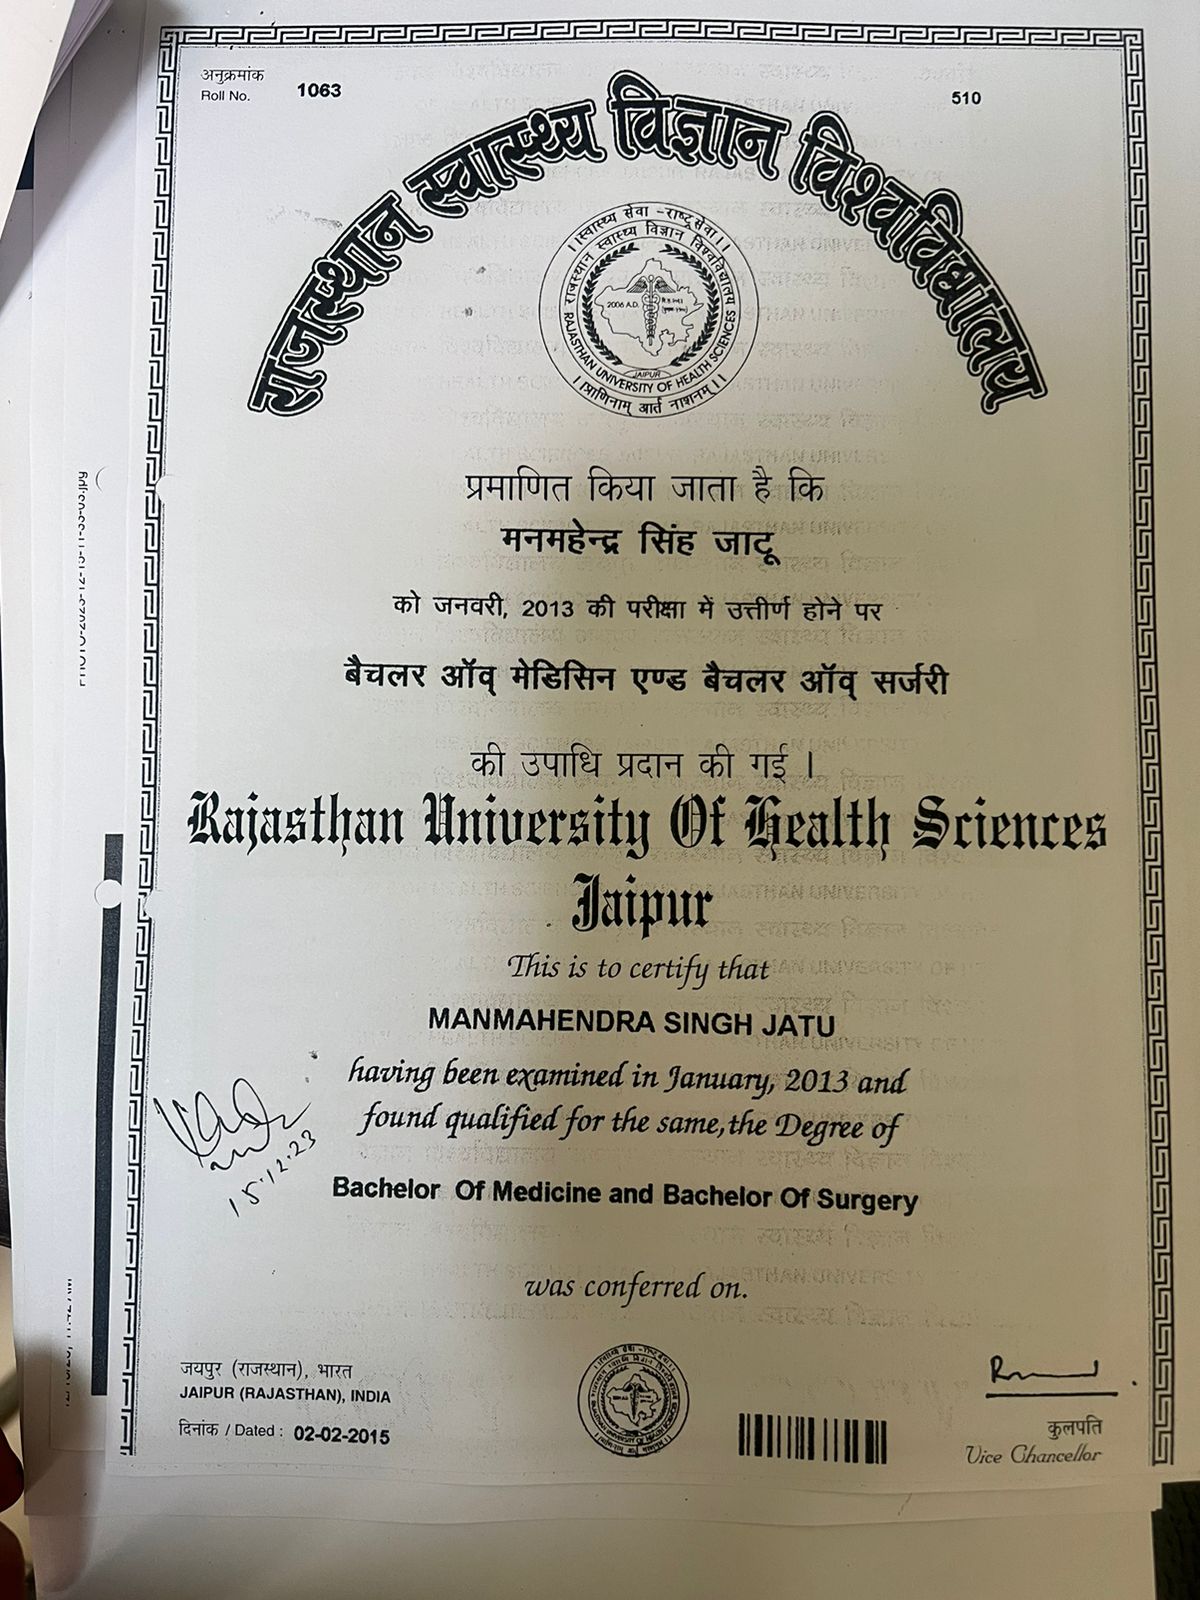 अनुक्रमांक
Roll No. 1063
510
राजस्थान स्वास्थ्य विज्ञान विश्वविद्यालय
।।स्वास्थ्य सेवा -राष्ट्र सेवा।।
राजस्थान स्वास्थ्य विज्ञान विश्वविद्यालय
2006 A.D.
JAIPUR
RAJASTHAN UNIVERSITY OF HEALTH SCIENCES
।।प्राणिनाम् आर्त नाशनम्।।
प्रमाणित किया जाता है कि
मनमहेन्द्र सिंह जाटू
को जनवरी, 2013 की परीक्षा में उत्तीर्ण होने पर
बैचलर ऑव् मेडिसिन एण्ड बैचलर ऑव् सर्जरी
की उपाधि प्रदान की गई ।
Rajasthan University Of Health Sciences
Jaipur
This is to certify that
MANMAHENDRA SINGH JATU
having been examined in January, 2013 and
found qualified for the same,the Degree of
15.12.23
Bachelor Of Medicine and Bachelor Of Surgery
was conferred on.
जयपुर (राजस्थान), भारत
JAIPUR (RAJASTHAN), INDIA
दिनांक / Dated : 02-02-2015
कुलपति
Vice Chancellor